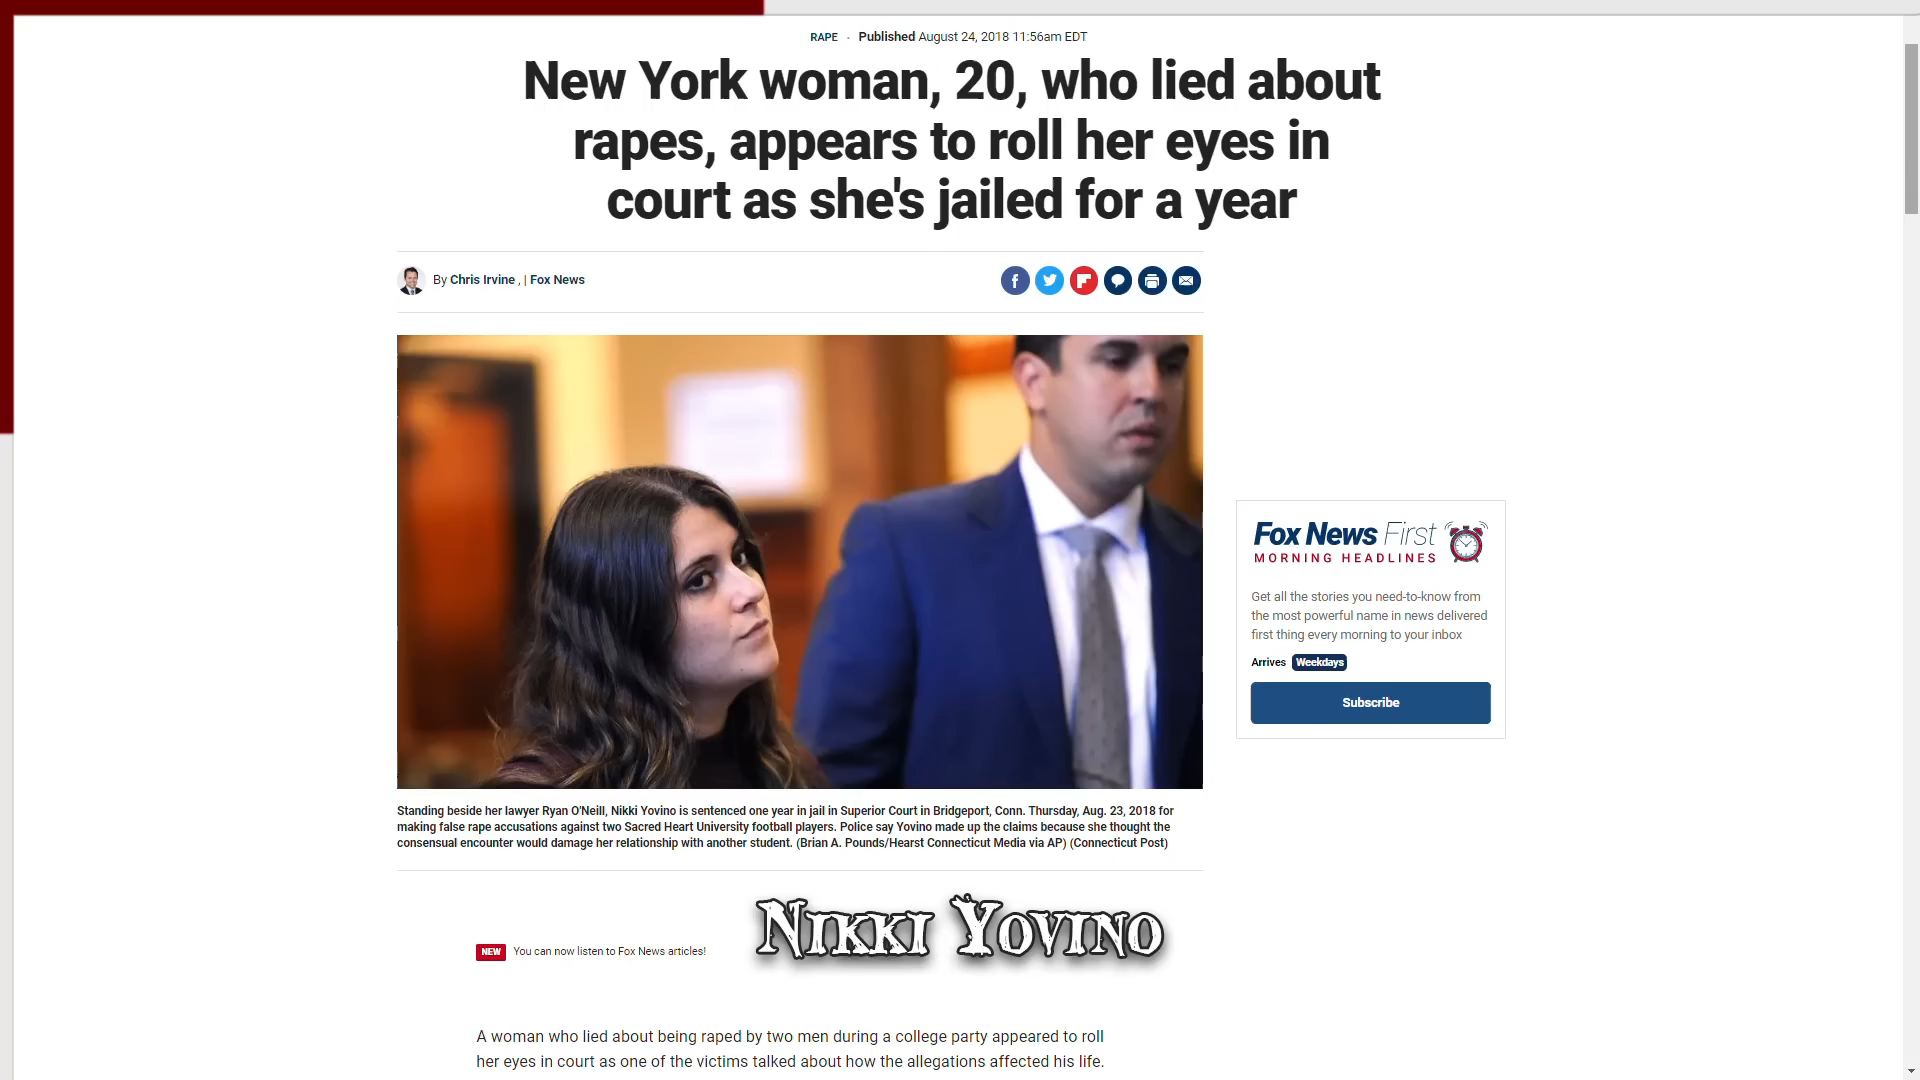 RAPE - Published August 24, 2018 11:56am EDT
New York woman, 20, who lied about
rapes, appears to roll her eyes in
court as she's jailed for a year
By Chris Irvine , | Fox News
Fox News First
MORNING HEADLINES
Get all the stories you need-to-know from
the most powerful name in news delivered
first thing every morning to your inbox
Arrives Weekdays
Subscribe
Standing beside her lawyer Ryan O'Neill, Nikki Yovino is sentenced one year in jail in Superior Court in Bridgeport, Conn. Thursday, Aug. 23, 2018 for
making false rape accusations against two Sacred Heart University football players. Police say Yovino made up the claims because she thought the
consensual encounter would damage her relationship with another student. (Brian A. Pounds/Hearst Connecticut Media via AP) (Connecticut Post)
Nikki Yovino
NEW You can now listen to Fox News articles!
A woman who lied about being raped by two men during a college party appeared to roll
her eyes in court as one of the victims talked about how the allegations affected his life.